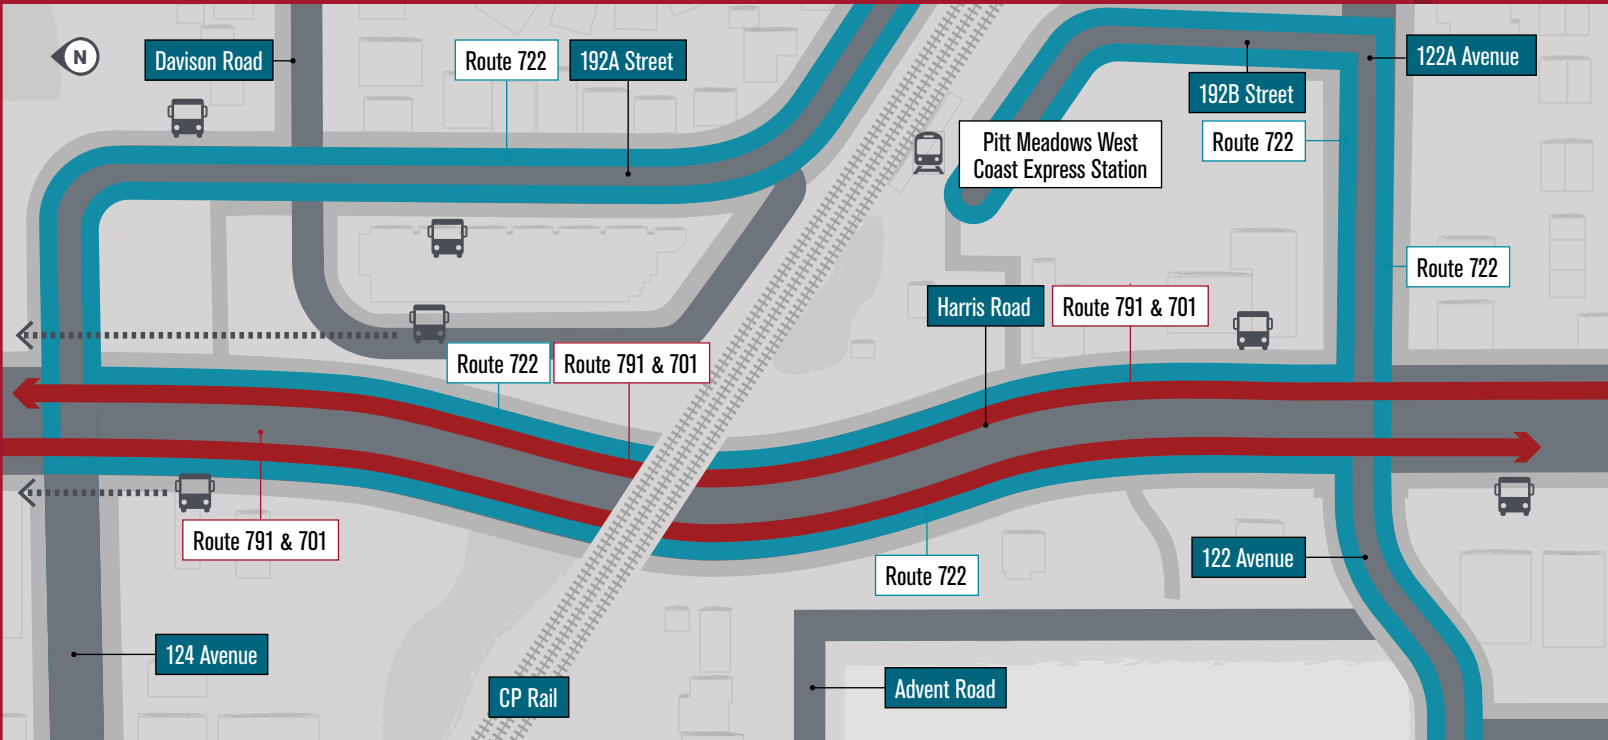 N
Davison Road
Route 722
192A Street
122A Avenue
192B Street
Route 722
Pitt Meadows West
Coast Express Station
Route 722
Harris Road
Route 791 & 701
Route 722
Route 791 & 701
Route 791 & 701
Route 722
122 Avenue
124 Avenue
CP Rail
Advent Road